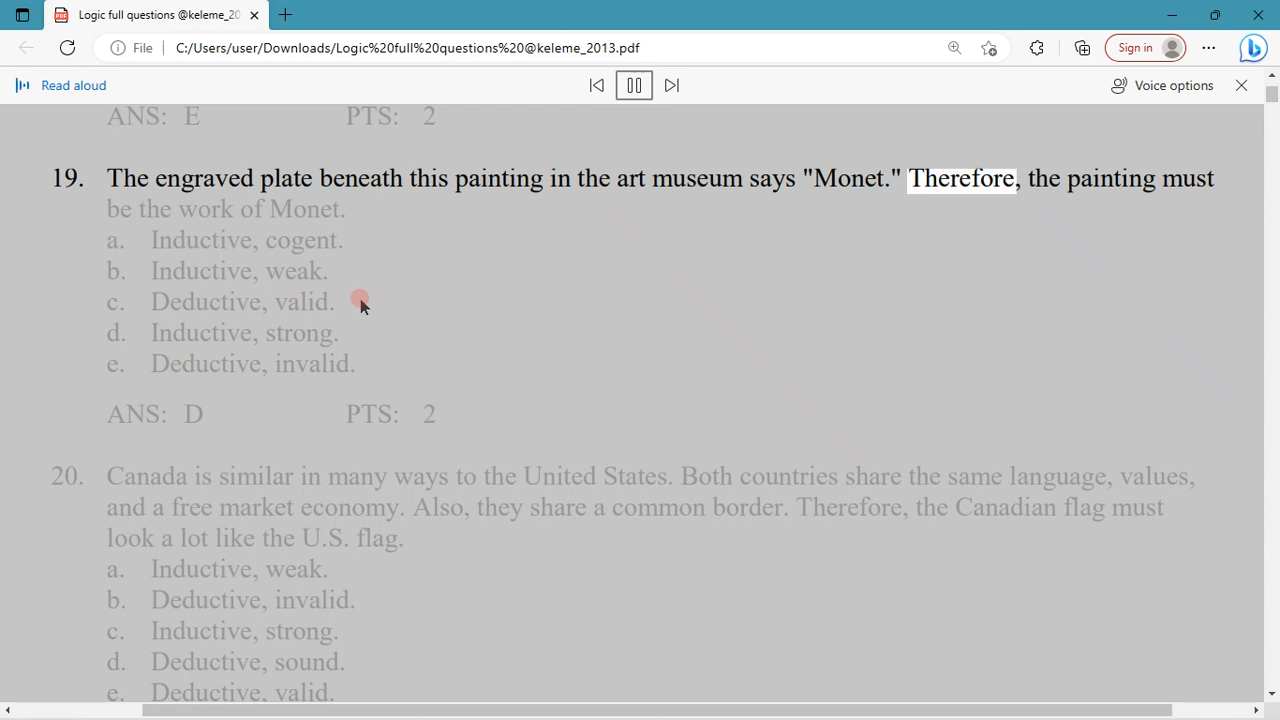 Logic full questions @keleme_20
File
C:/Users/user/Downloads/Logic%20full%20questions%20@keleme_2013.pdf
Sign in
Read aloud
Voice options
ANS: E PTS: 2
19. The engraved plate beneath this painting in the art museum says "Monet." Therefore, the painting must
be the work of Monet.
a. Inductive, cogent.
b. Inductive, weak.
c. Deductive, valid.
d. Inductive, strong.
e. Deductive, invalid.
ANS: D PTS: 2
20. Canada is similar in many ways to the United States. Both countries share the same language, values,
and a free market economy. Also, they share a common border. Therefore, the Canadian flag must
look a lot like the U.S. flag.
a. Inductive, weak.
b. Deductive, invalid.
c. Inductive, strong.
d. Deductive, sound.
e. Deductive, valid.